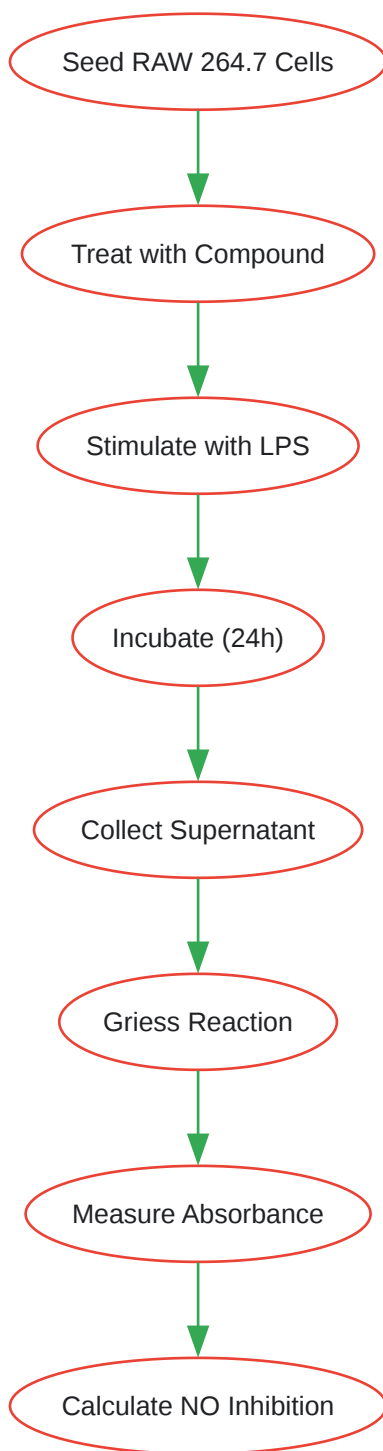 Seed RAW 264.7 Cells
Treat with Compound
Stimulate with LPS
Incubate (24h)
Collect Supernatant
Griess Reaction
Measure Absorbance
Calculate NO Inhibition